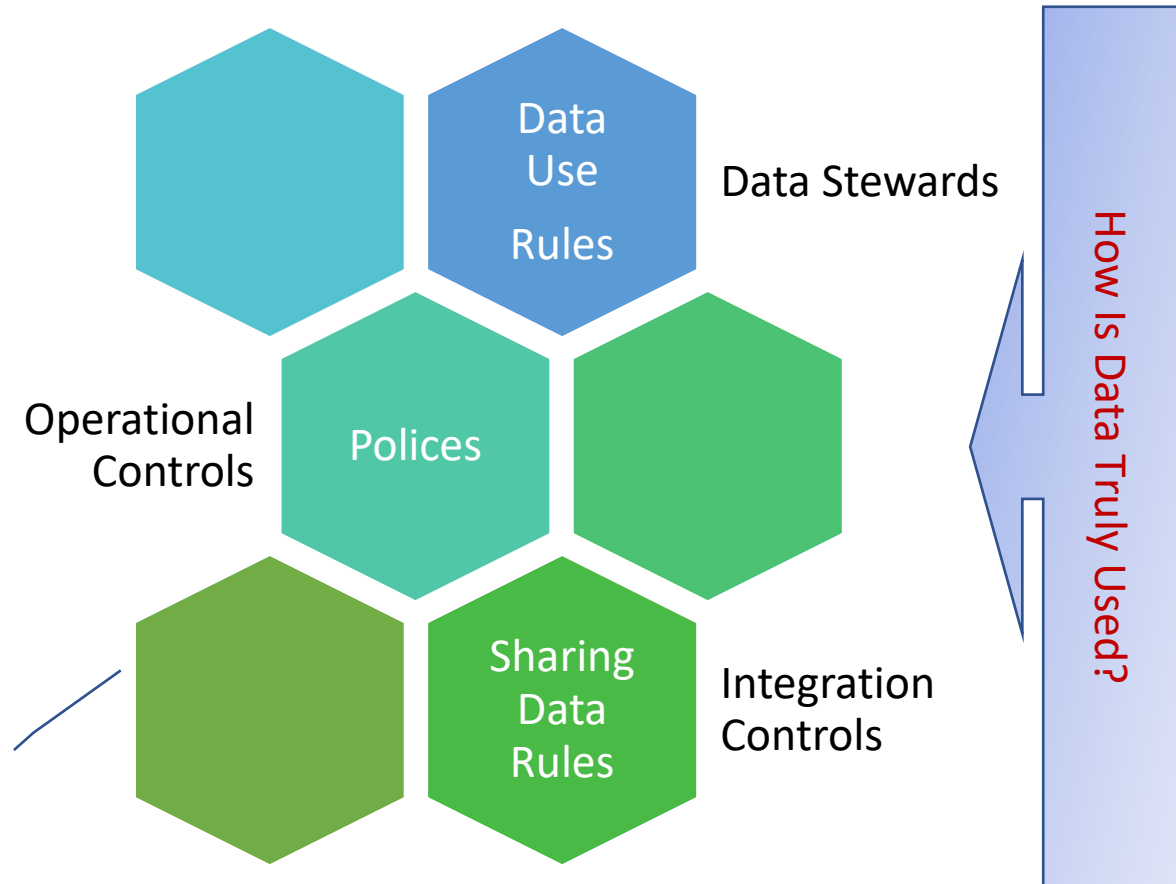 Data
Use
Rules
Data Stewards
Operational
Controls
Polices
Sharing
Data
Rules
Integration
Controls
How Is Data Truly Used?